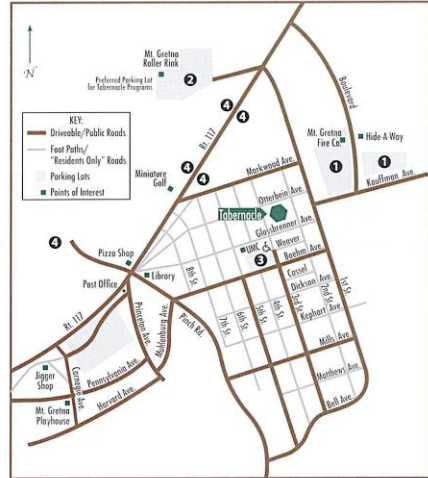 N
Mt. Gretna
Roller Rink
Preferred Parking Lot
for Tabernacle Programs
2
4
4
Rt. 117
Boulevard
KEY:
Driveable/Public Roads
Foot Paths/
"Residents Only" Roads
Parking Lots
Points of Interest
Mt. Gretna
Fire Co.
Hide-A-Way
1
1
Kauffman Ave.
Miniature
Golf
4
4
Markwood Ave.
Otterbein Ave.
Tabernacle
Glossbrenner Ave.
UMC
Weaver
3
Boehm Ave.
4
Pizza Shop
Library
Post Office
8th St.
7th St.
6th St.
5th St.
4th St.
3rd St.
2nd St.
1st St.
Cassel
Dickson Ave.
Kephart Ave.
Mills Ave.
Matthews Ave.
Bell Ave.
Rt. 117
Princeton Ave.
Muhlenburg Ave.
Pinch Rd.
Jigger
Shop
Carnegie Ave.
Pennsylvania Ave.
Harvard Ave.
Mt. Gretna
Playhouse